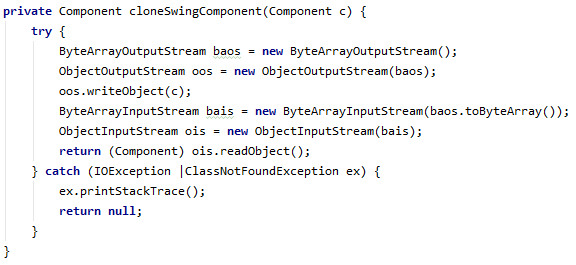 private Component cloneSwingComponent(Component c) {
    try {
        ByteArrayOutputStream baos = new ByteArrayOutputStream();
        ObjectOutputStream oos = new ObjectOutputStream(baos);
        oos.writeObject(c);
        ByteArrayInputStream bais = new ByteArrayInputStream(baos.toByteArray());
        ObjectInputStream ois = new ObjectInputStream(bais);
        return (Component) ois.readObject();
    } catch (IOException |ClassNotFoundException ex) {
        ex.printStackTrace();
        return null;
    }
}